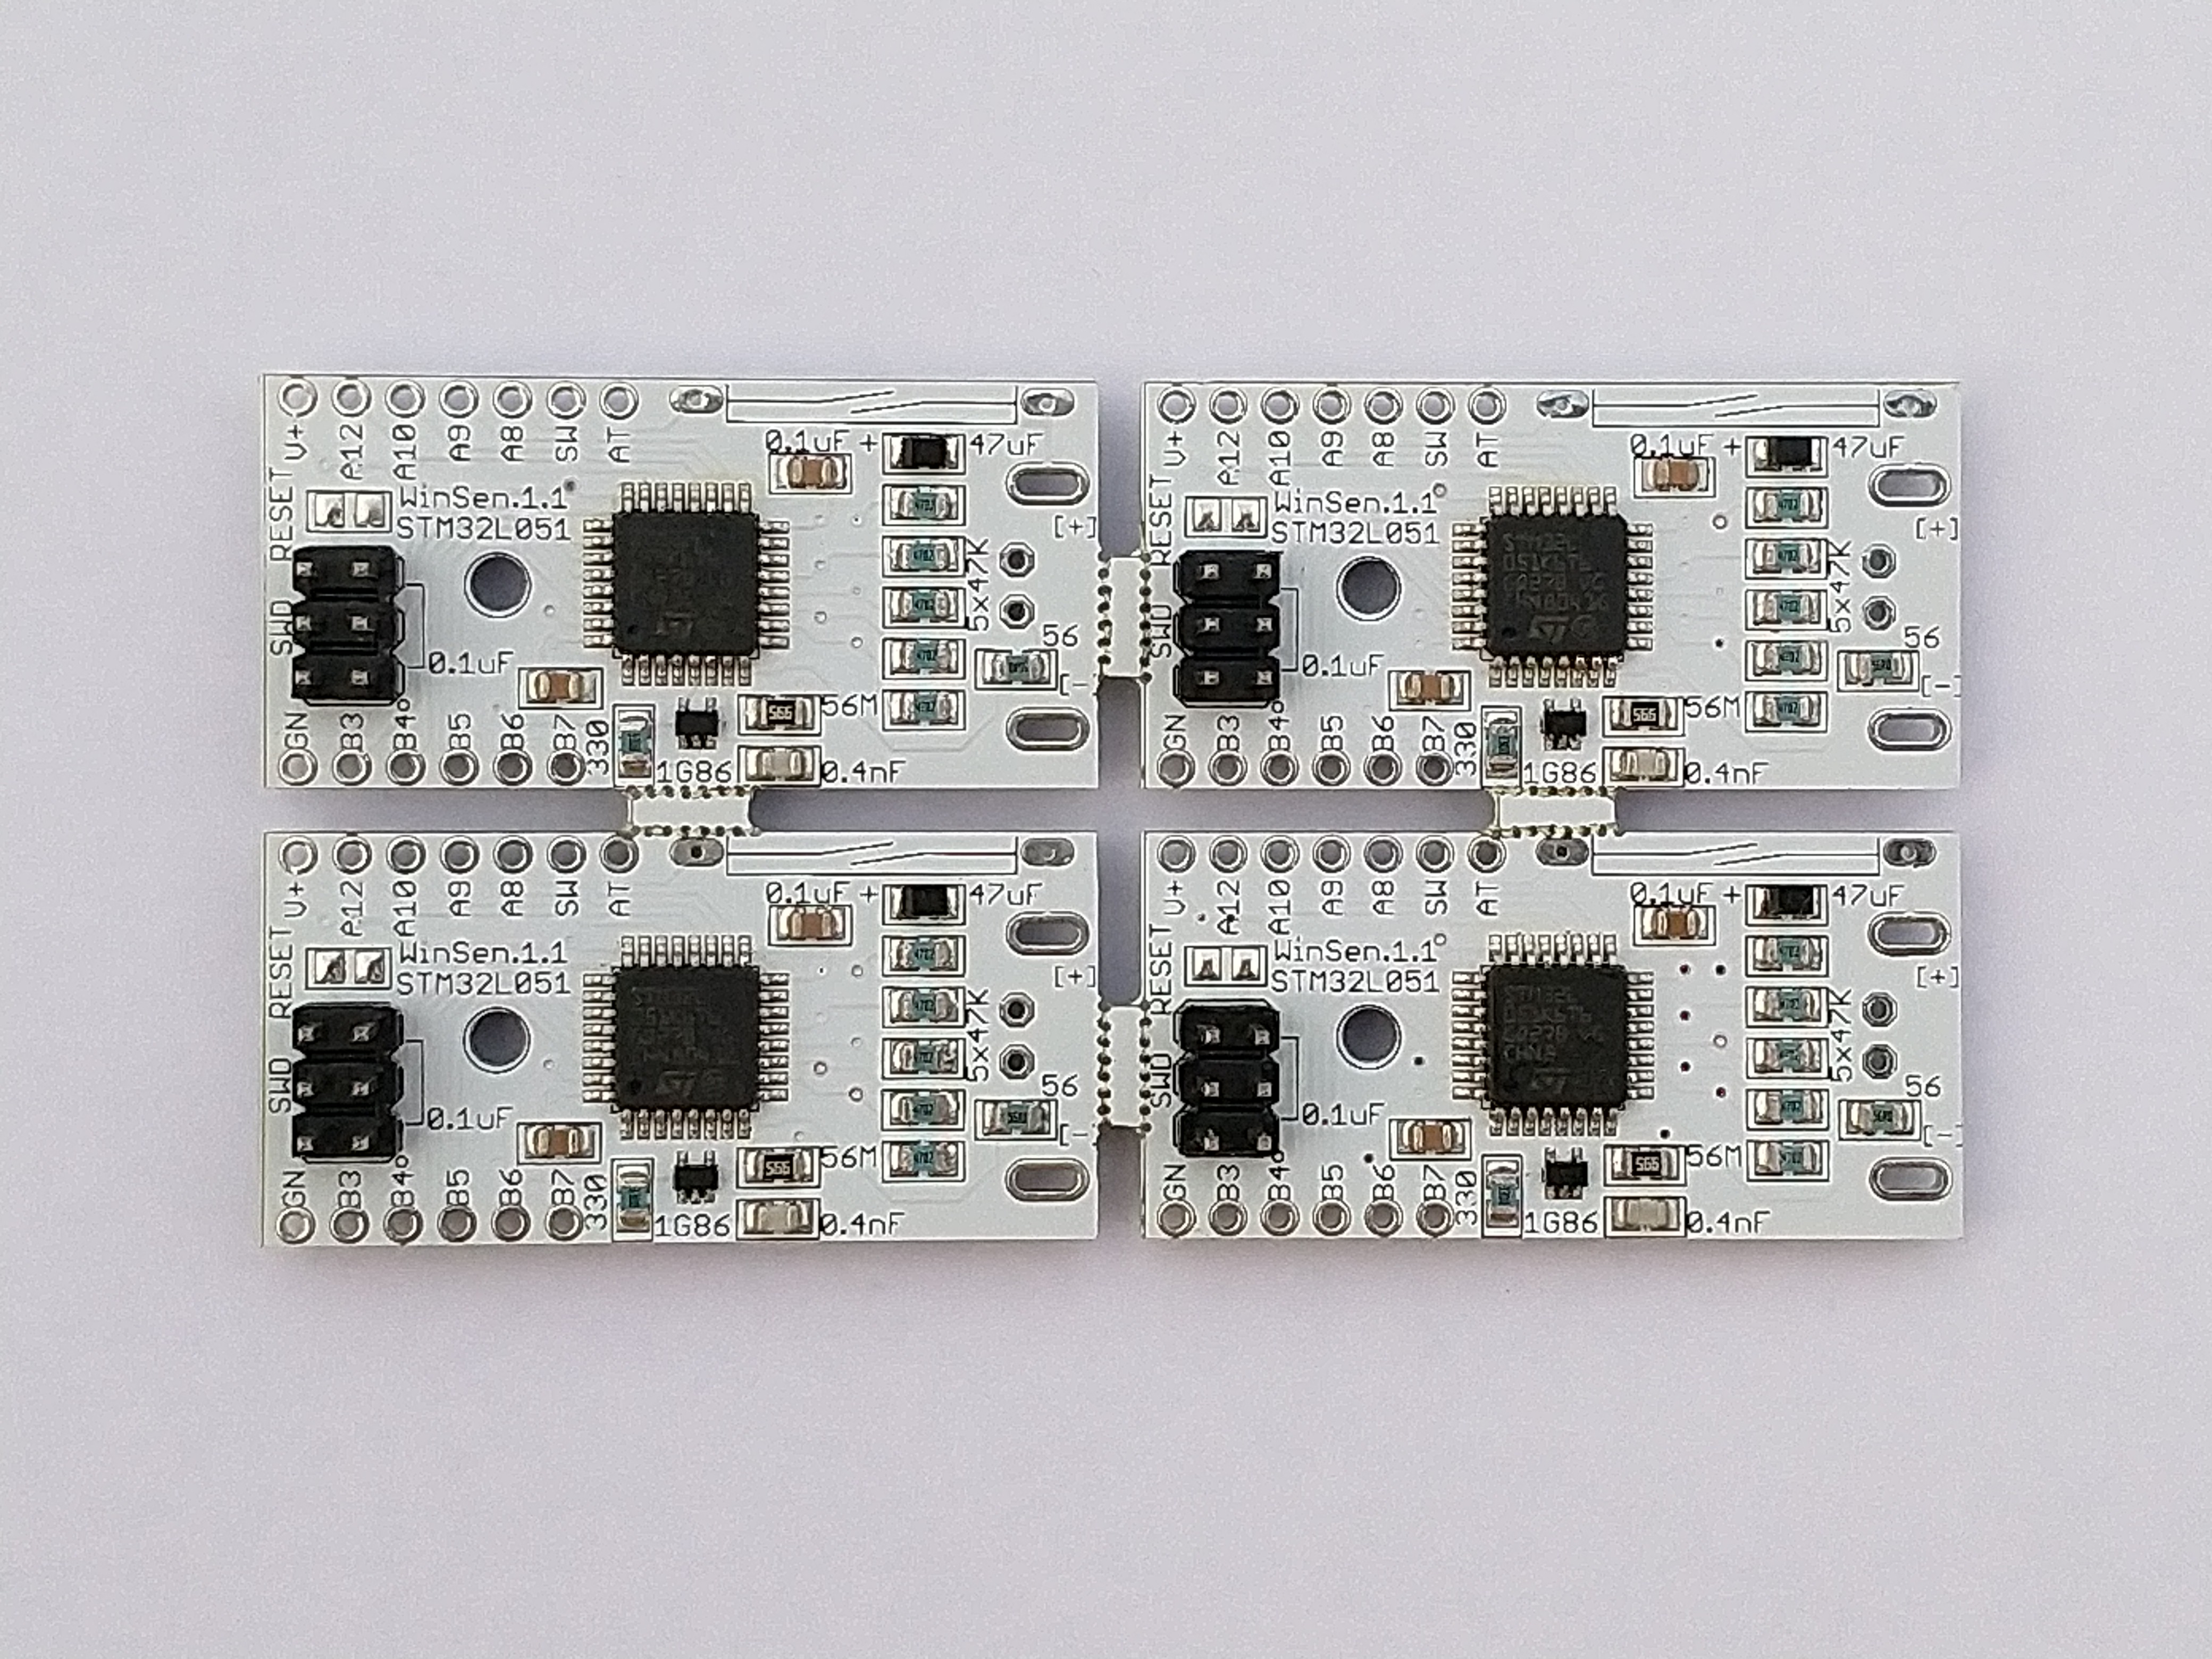 GN SWD RESET V+
B3 A12
B4 A10
B5 A9
B6 A8
B7 SW
AT
0.1uF
WinSen.1.1
STM32L051
330
1G86
565
0.4nF
56M
0.1uF
+
5x47K
47uF
56
[-]
[+]
GN SWD RESET V+
B3 A12
B4 A10
B5 A9
B6 A8
B7 SW
AT
0.1uF
WinSen.1.1
STM32L051
330
1G86
565
0.4nF
56M
0.1uF
+
5x47K
47uF
56
[-]
[+]
GN SWD RESET V+
B3 A12
B4 A10
B5 A9
B6 A8
B7 SW
AT
0.1uF
WinSen.1.1
STM32L051
330
1G86
565
0.4nF
56M
0.1uF
+
5x47K
47uF
56
[-]
[+]
GN SWD RESET V+
B3 A12
B4 A10
B5 A9
B6 A8
B7 SW
AT
0.1uF
WinSen.1.1
STM32L051
330
1G86
565
0.4nF
56M
0.1uF
+
5x47K
47uF
56
[-]
[+]